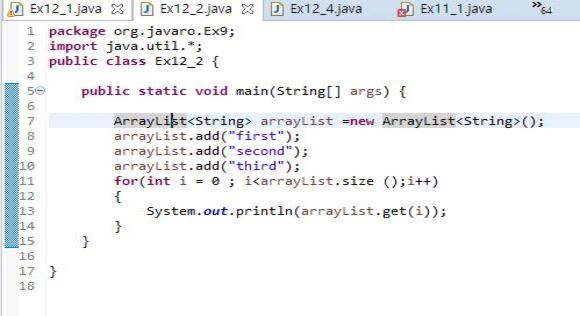 Ex12_1.java Ex12_2.java Ex12_4.java Ex11_1.java »64
1 package org.javaro.Ex9;
2 import java.util.*;
3 public class Ex12_2 {
4
5 public static void main(String[] args) {
6
7 ArrayList<String> arrayList =new ArrayList<String>();
8 arrayList.add("first");
9 arrayList.add("second");
10 arrayList.add("third");
11 for(int i = 0 ; i<arrayList.size ();i++)
12 {
13 System.out.println(arrayList.get(i));
14 }
15 }
16
17 }
18